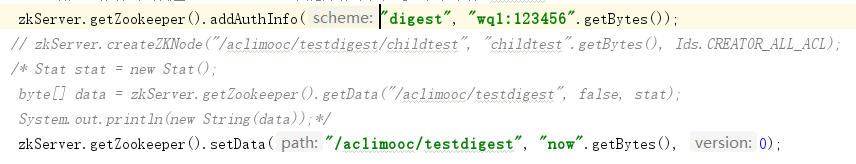 zkServer.getZookeeper().addAuthInfo( scheme: "digest", "wq1:123456".getBytes());
// zkServer.createZKNode("/aclimooc/testdigest/childtest", "childtest".getBytes(), Ids.CREATOR_ALL_ACL);
/* Stat stat = new Stat();
byte[] data = zkServer.getZookeeper().getData("/aclimooc/testdigest", false, stat);
System.out.println(new String(data));*/
zkServer.getZookeeper().setData( path: "/aclimooc/testdigest", "now".getBytes(), version: 0);